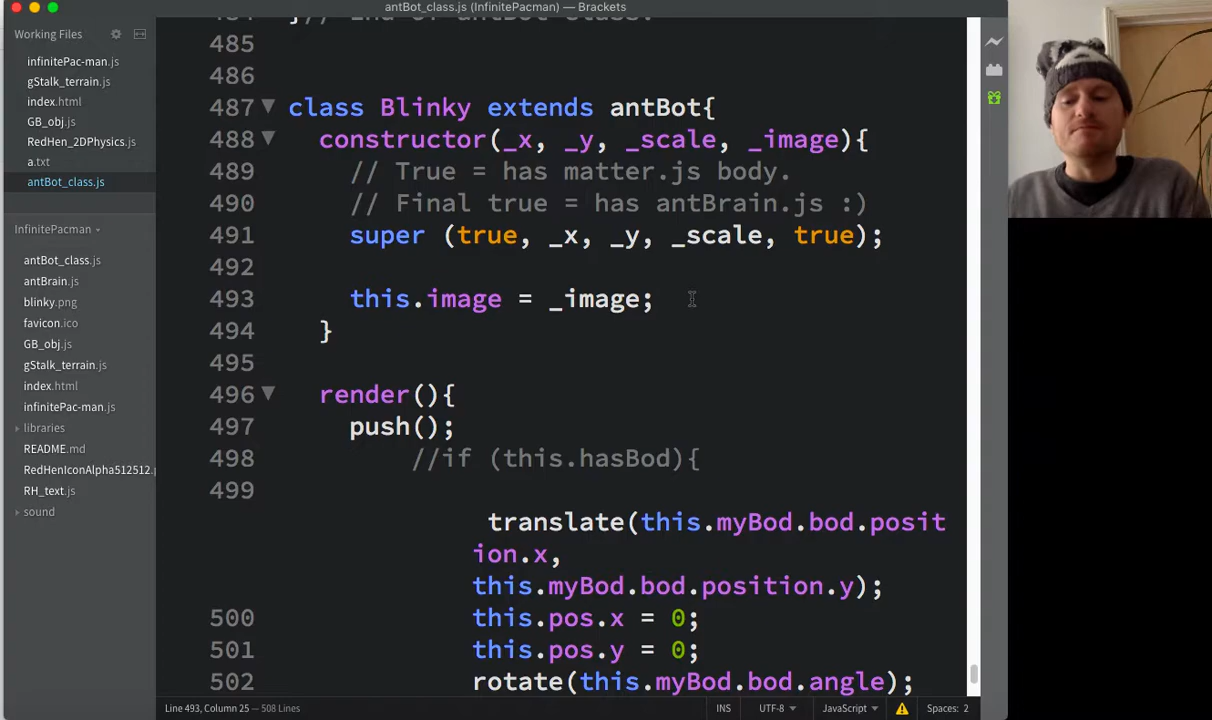 antBot_class.js (InfinitePacman) — Brackets
Working Files
infinitePac-man.js
gStalk_terrain.js
index.html
GB_obj.js
RedHen_2DPhysics.js
a.txt
antBot_class.js
InfinitePacman
antBot_class.js
antBrain.js
blinky.png
favicon.ico
GB_obj.js
gStalk_terrain.js
index.html
infinitePac-man.js
libraries
README.md
RedHenIconAlpha512512.
RH_text.js
sound
484 }// End of antBot class.
485
486
487 class Blinky extends antBot{
488 constructor(_x, _y, _scale, _image){
489 // True = has matter.js body.
490 // Final true = has antBrain.js :)
491 super (true, _x, _y, _scale, true);
492
493 this.image = _image;
494 }
495
496 render(){
497 push();
498 //if (this.hasBod){
499
translate(this.myBod.bod.posit
ion.x,
this.myBod.bod.position.y);
500 this.pos.x = 0;
501 this.pos.y = 0;
502 rotate(this.myBod.bod.angle);
Line 493, Column 25 — 508 Lines
INS
UTF-8
JavaScript
Spaces: 2